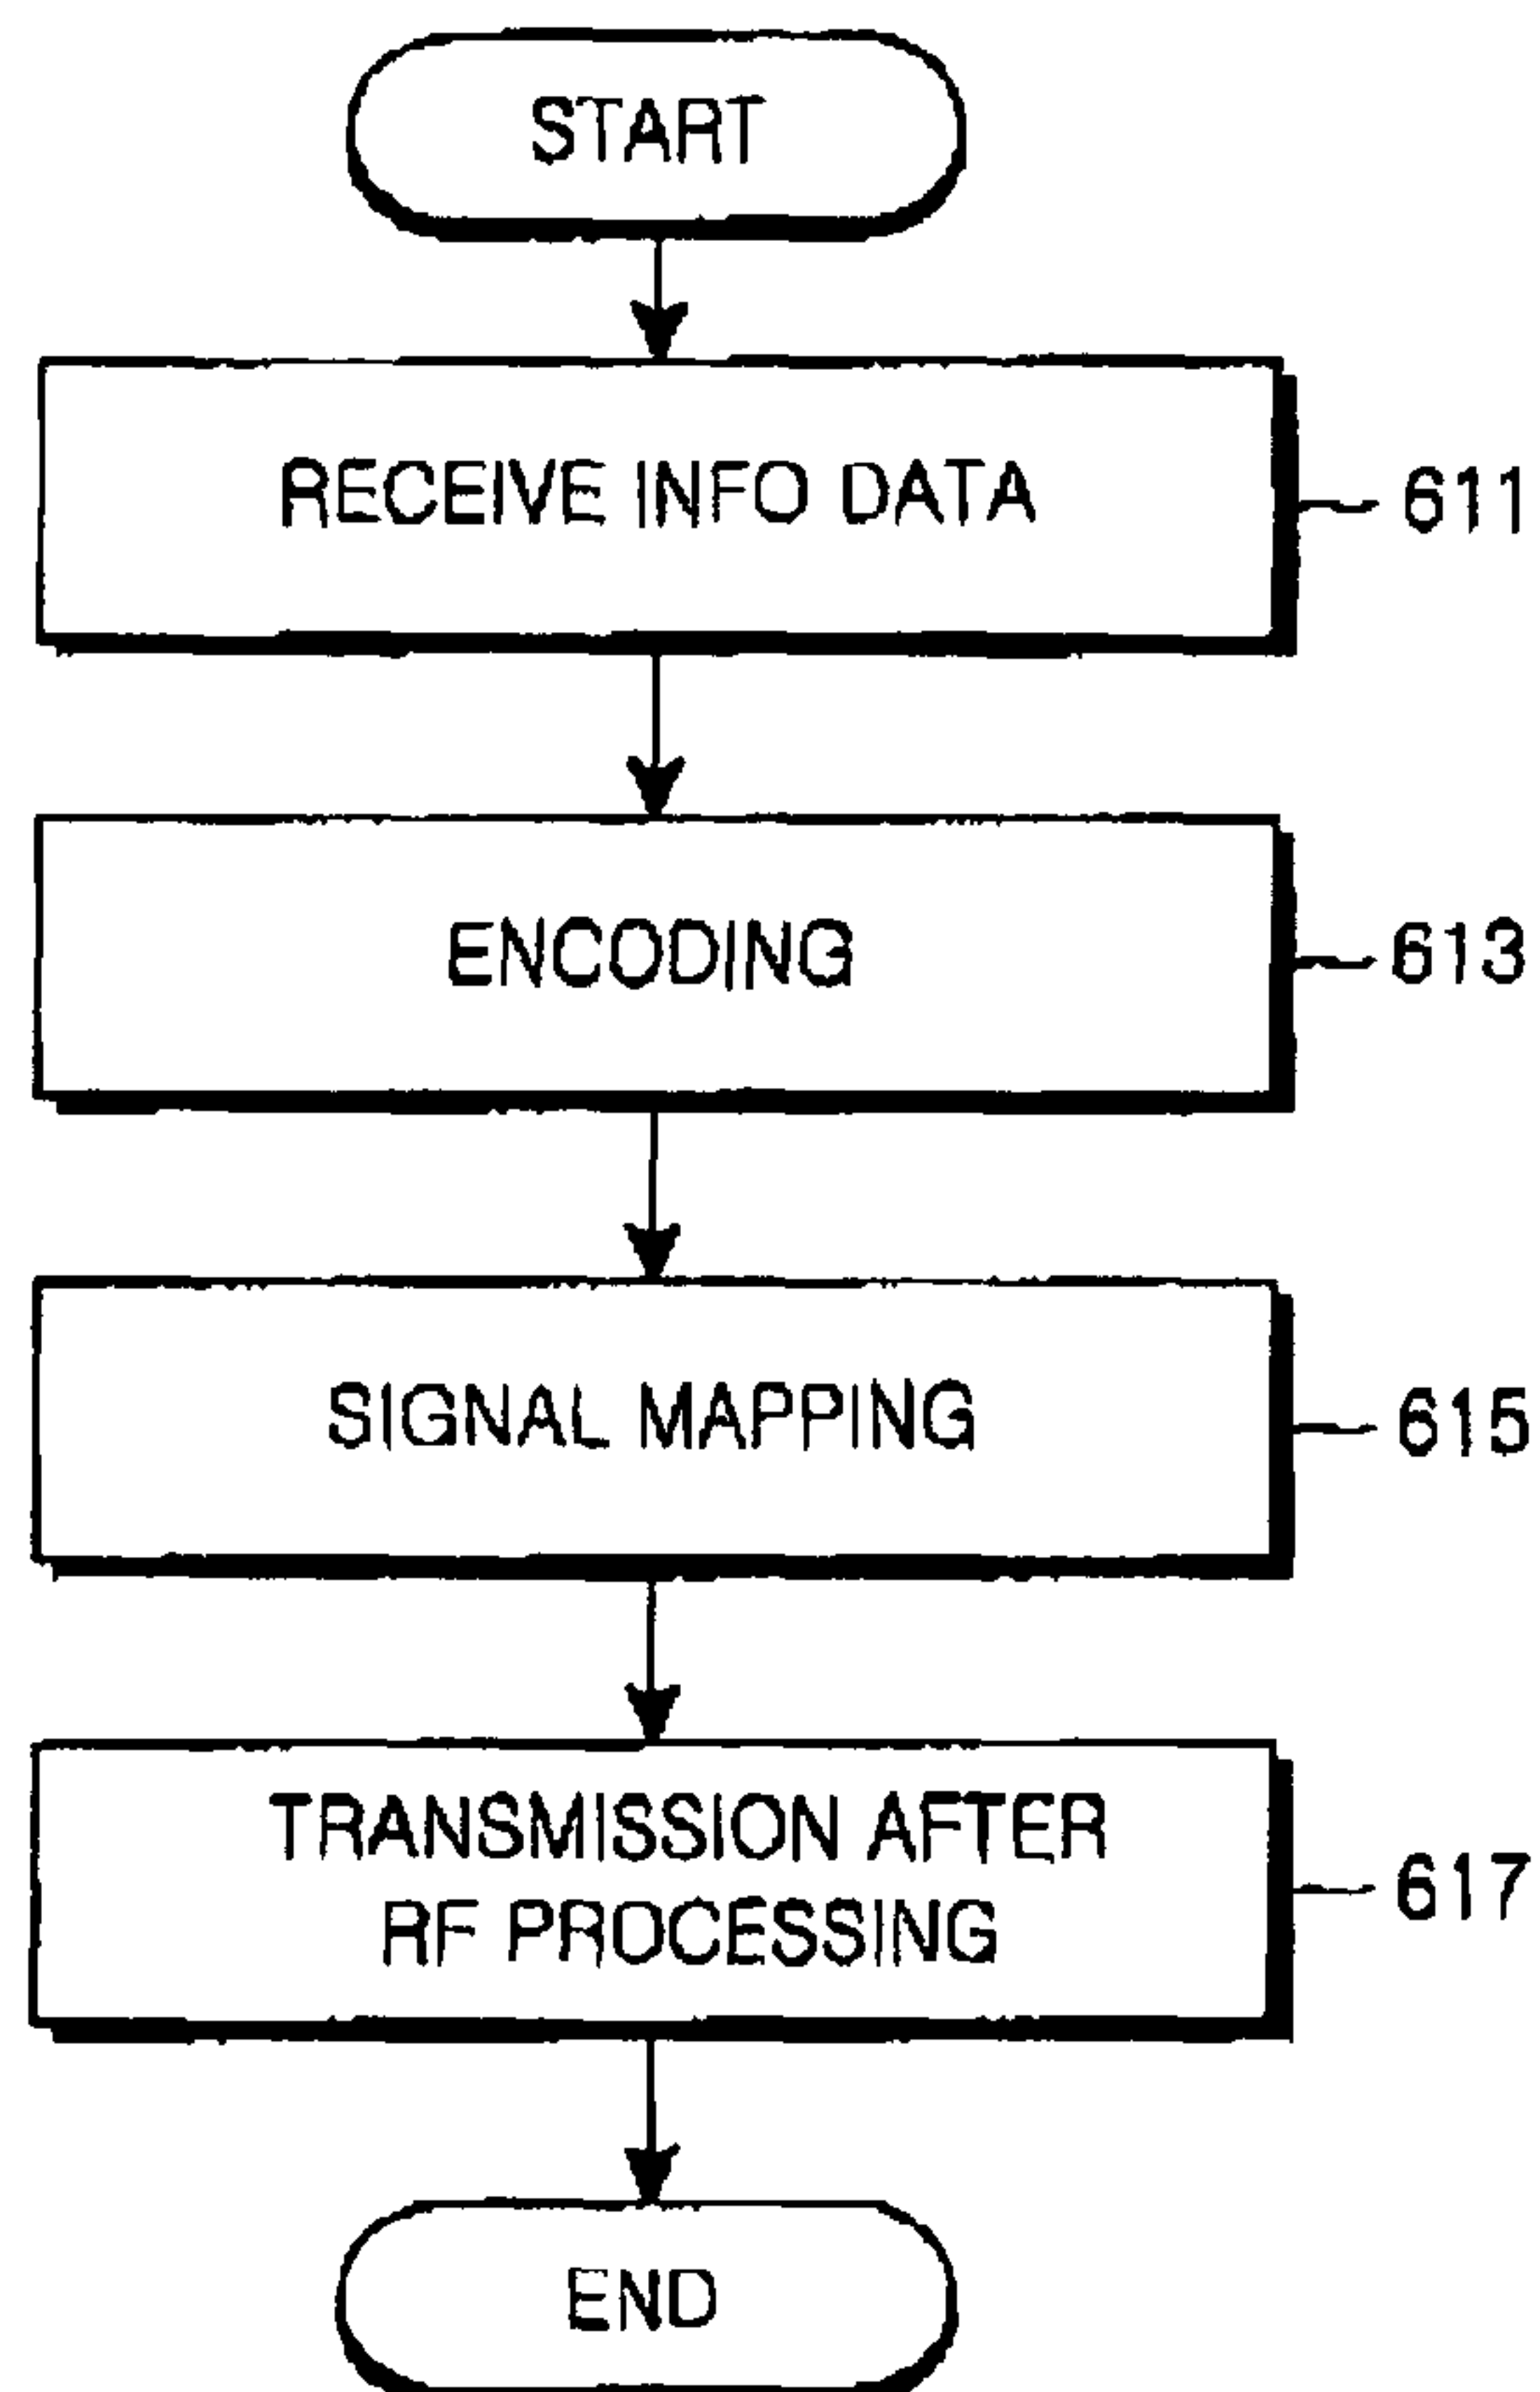 START
RECEIVE INFO DATA
611
ENCODING
613
SIGNAL MAPPING
615
TRANSMISSION AFTER
RF PROCESSING
617
END